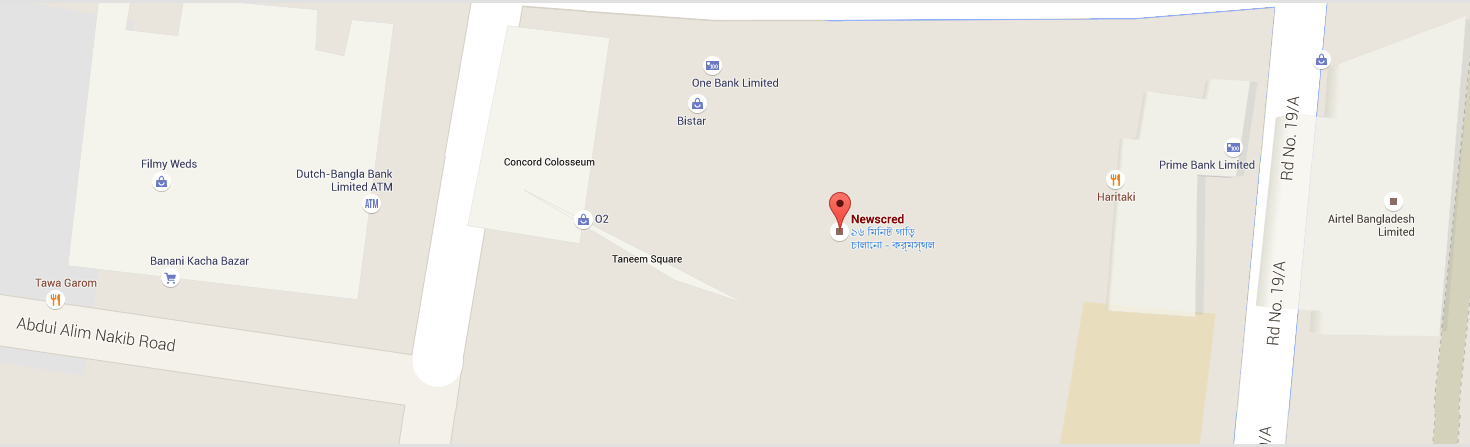 One Bank Limited
Bistar
Concord Colosseum
Filmy Weds
Dutch-Bangla Bank
Limited ATM
ATM
O2
Newscred
১৬ মিনিট গাড়ি
চালানো - কর্মস্থল
Taneem Square
Banani Kacha Bazar
Tawa Garom
Abdul Alim Nakib Road
Haritaki
100
100
Prime Bank Limited
Rd No. 19/A
Rd No. 19/A
/A
Airtel Bangladesh
Limited